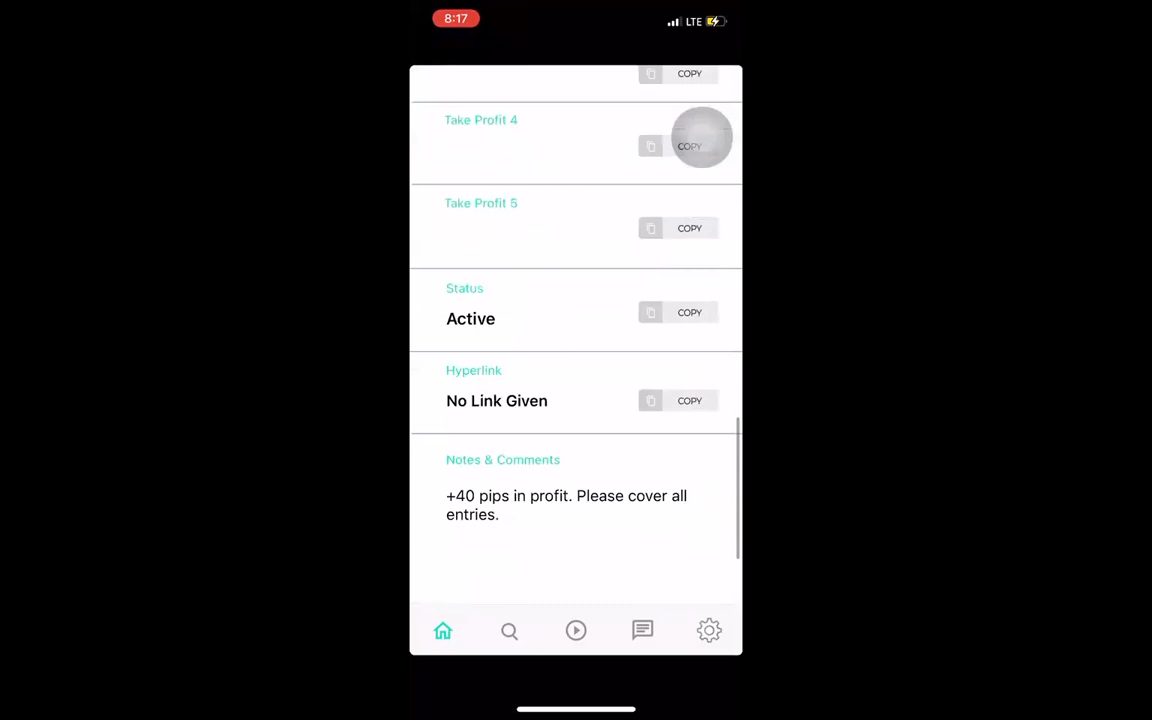 8:17
LTE
COPY
Take Profit 4
COPY
Take Profit 5
COPY
Status
Active
COPY
Hyperlink
No Link Given
COPY
Notes & Comments
+40 pips in profit. Please cover all
entries.